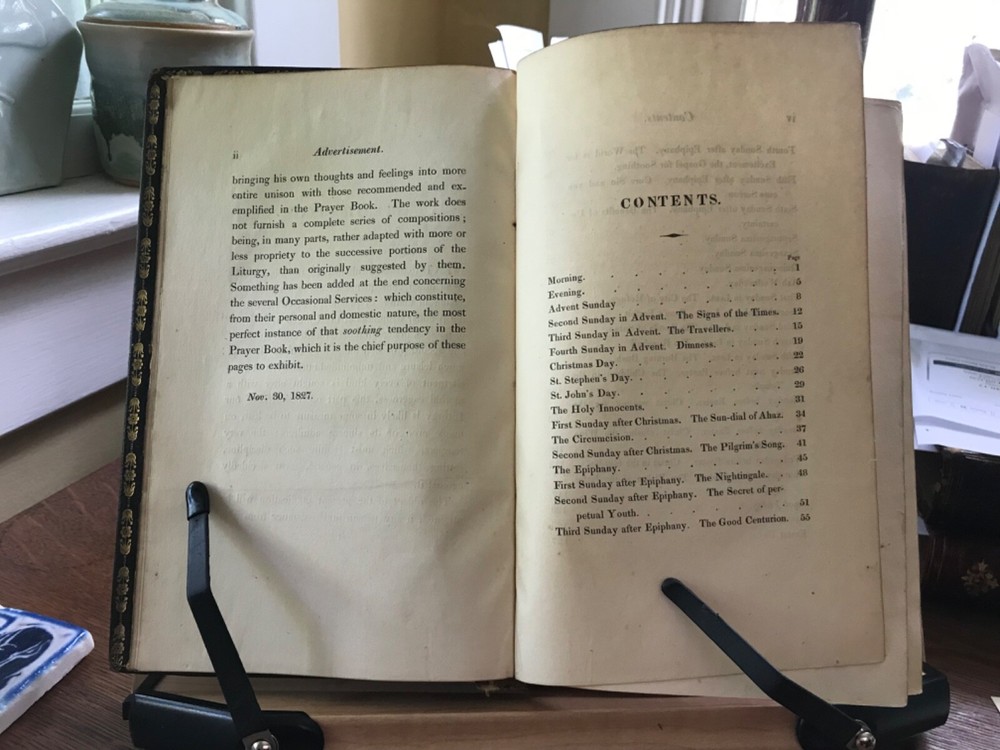 ii Advertisement.
bringing his own thoughts and feelings into more
entire unison with those recommended and ex-
emplified in the Prayer Book. The work does
not furnish a complete series of compositions;
being, in many parts, rather adapted with more or
less propriety to the successive portions of the
Liturgy, than originally suggested by them.
Something has been added at the end concerning
the several Occasional Services: which constitute,
from their personal and domestic nature, the most
perfect instance of that soothing tendency in the
Prayer Book, which it is the chief purpose of these
pages to exhibit.
Nov. 30, 1827.
CONTENTS.
Page
Morning. 1
Evening. 5
Advent Sunday 8
Second Sunday in Advent. The Signs of the Times. 12
Third Sunday in Advent. The Travellers. 15
Fourth Sunday in Advent. Dimness. 19
Christmas Day. 22
St. Stephen's Day. 26
St. John's Day. 29
The Holy Innocents. 31
First Sunday after Christmas. The Sun-dial of Ahaz. 34
The Circumcision. 37
Second Sunday after Christmas. The Pilgrim's Song. 41
The Epiphany. 45
First Sunday after Epiphany. The Nightingale. 48
Second Sunday after Epiphany. The Secret of per-
petual Youth. 51
Third Sunday after Epiphany. The Good Centurion. 55